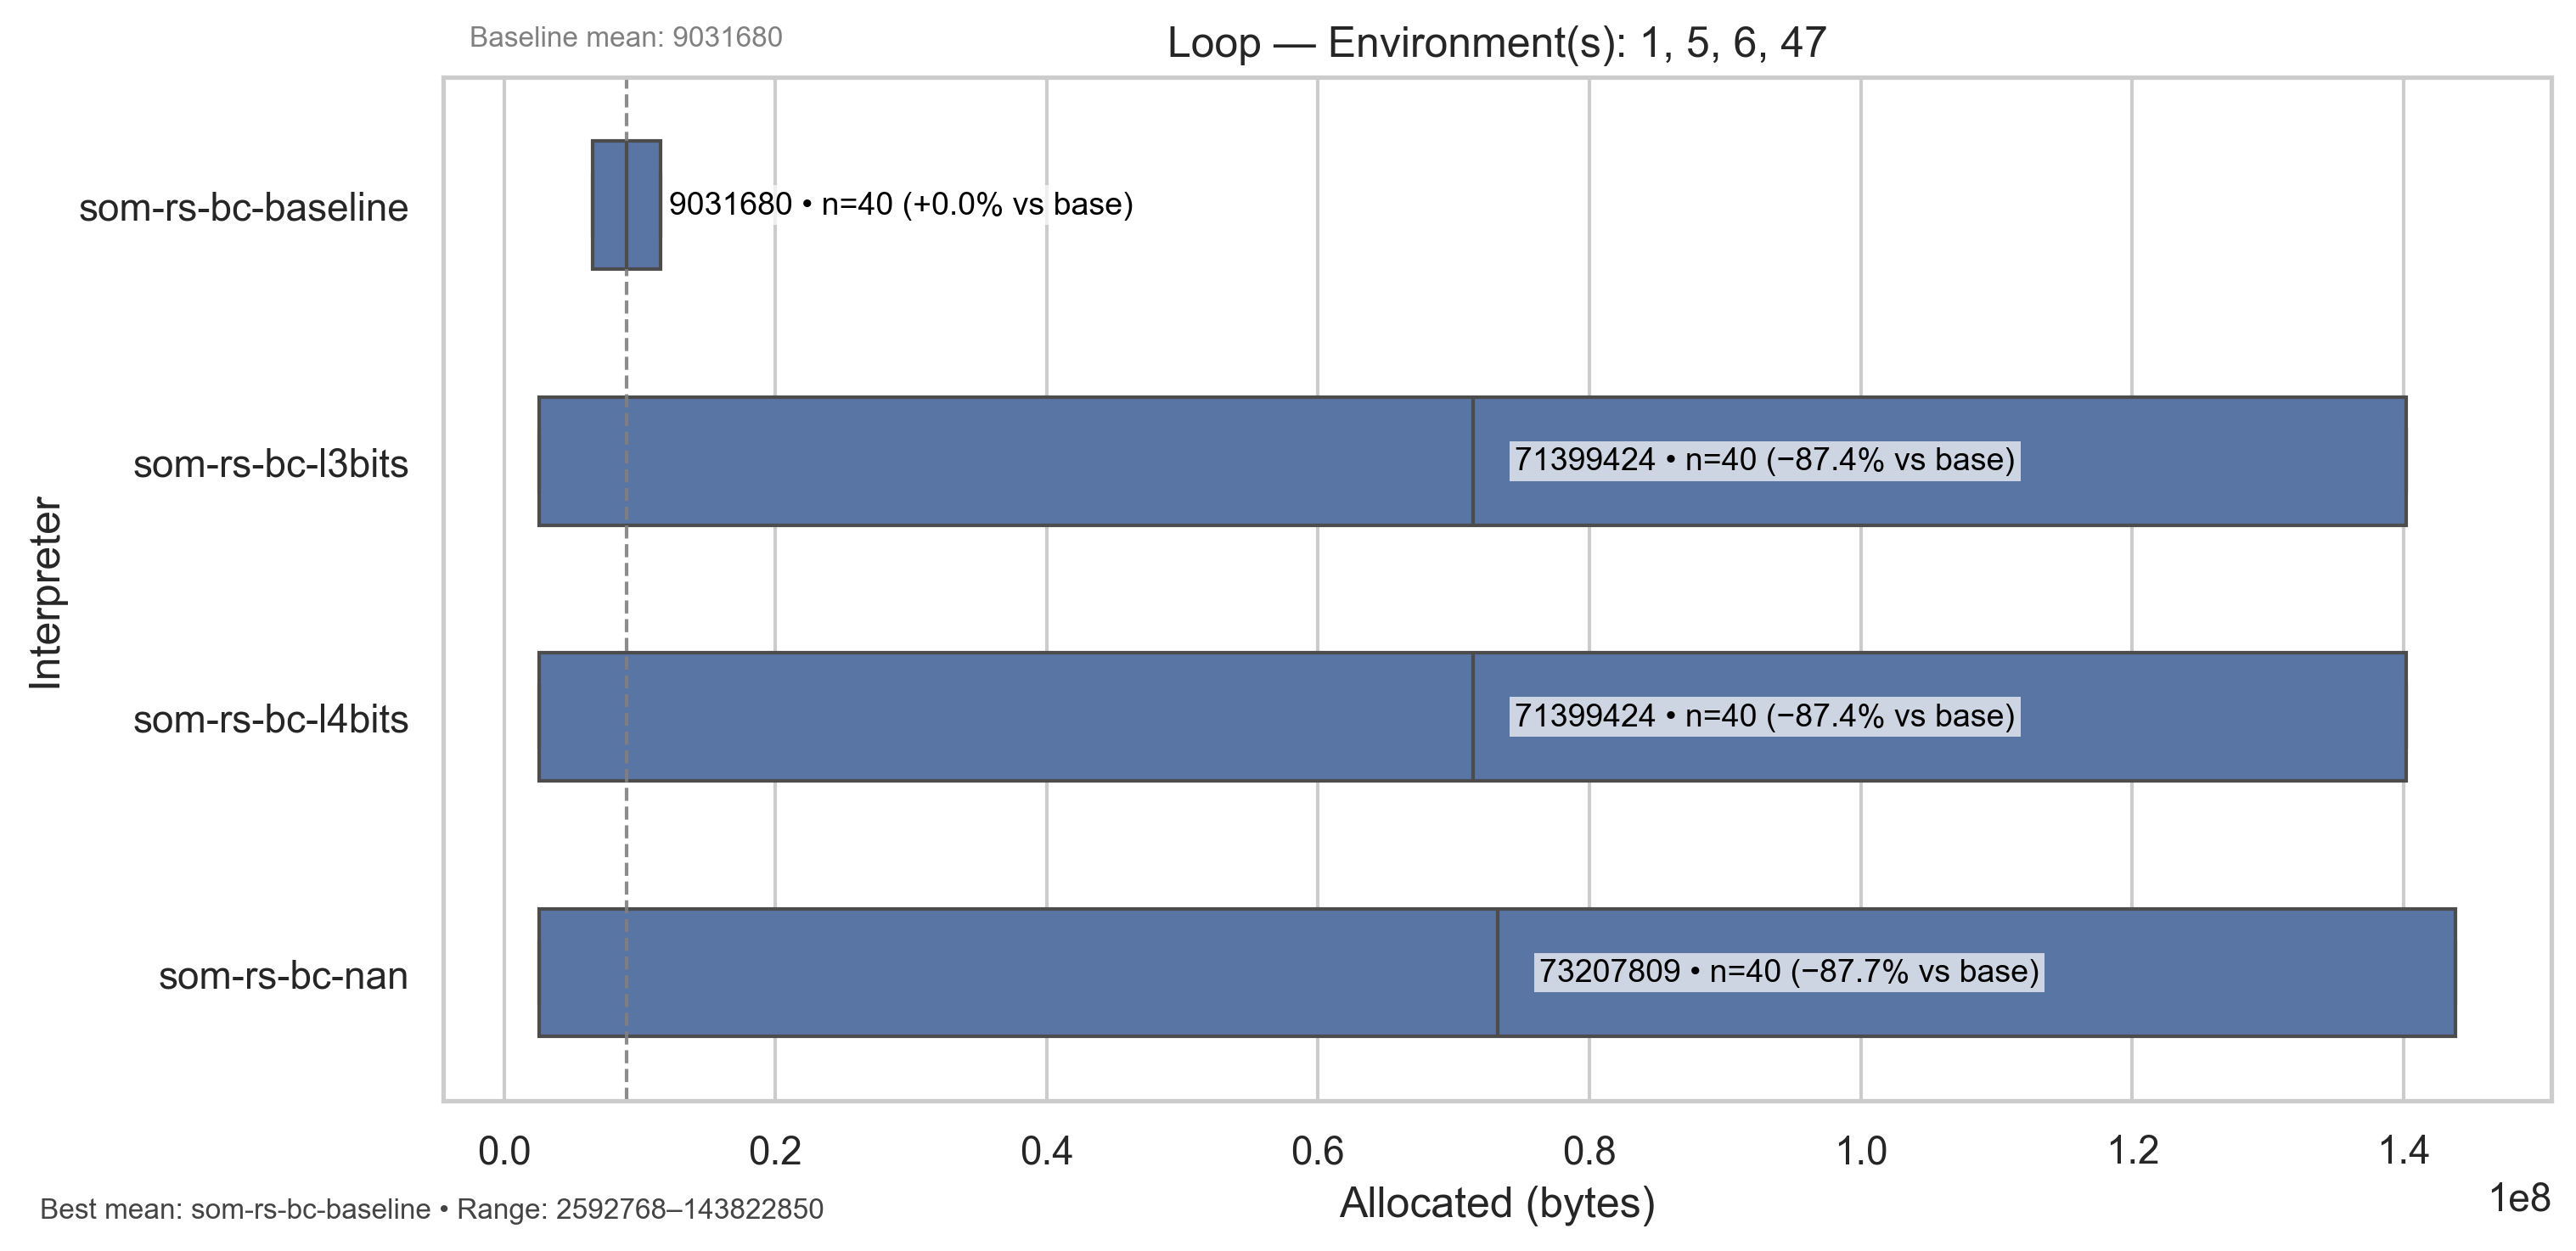 Baseline mean: 9031680
Loop — Environment(s): 1, 5, 6, 47
som-rs-bc-baseline
9031680 • n=40 (+0.0% vs base)
som-rs-bc-l3bits
71399424 • n=40 (−87.4% vs base)
som-rs-bc-l4bits
71399424 • n=40 (−87.4% vs base)
som-rs-bc-nan
73207809 • n=40 (−87.7% vs base)
Interpreter
0.0 0.2 0.4 0.6 0.8 1.0 1.2 1.4
1e8
Allocated (bytes)
Best mean: som-rs-bc-baseline • Range: 2592768–143822850